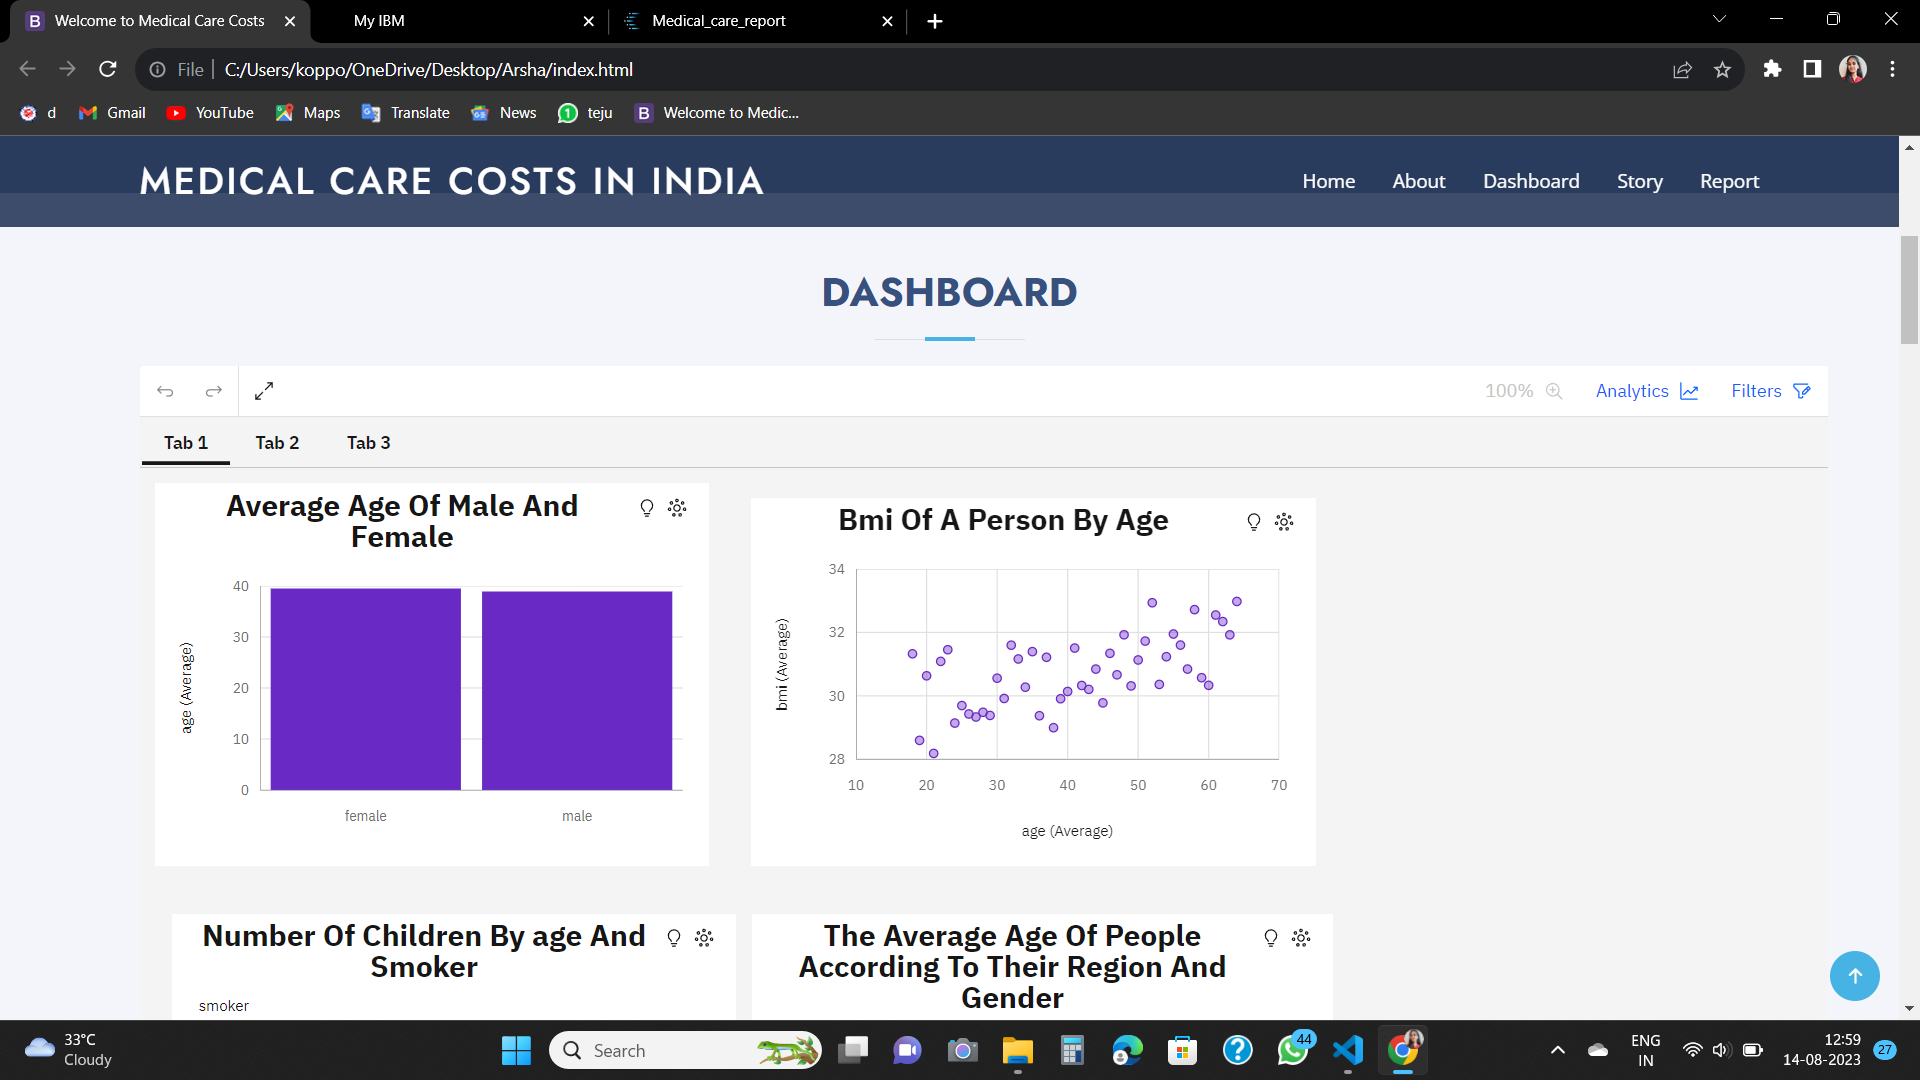 Welcome to Medical Care Costs
My IBM
Medical_care_report
File
C:/Users/koppo/OneDrive/Desktop/Arsha/index.html
d
Gmail
YouTube
Maps
Translate
News
teju
Welcome to Medic...
MEDICAL CARE COSTS IN INDIA
Home
About
Dashboard
Story
Report
DASHBOARD
100%
Analytics
Filters
Tab 1
Tab 2
Tab 3
Average Age Of Male And
Female
40
30
20
10
0
age (Average)
female
male
Bmi Of A Person By Age
34
32
30
28
bmi (Average)
10
20
30
40
50
60
70
age (Average)
Number Of Children By age And
Smoker
smoker
The Average Age Of People
According To Their Region And
Gender
33°C
Cloudy
Search
44
ENG
IN
12:59
14-08-2023
27